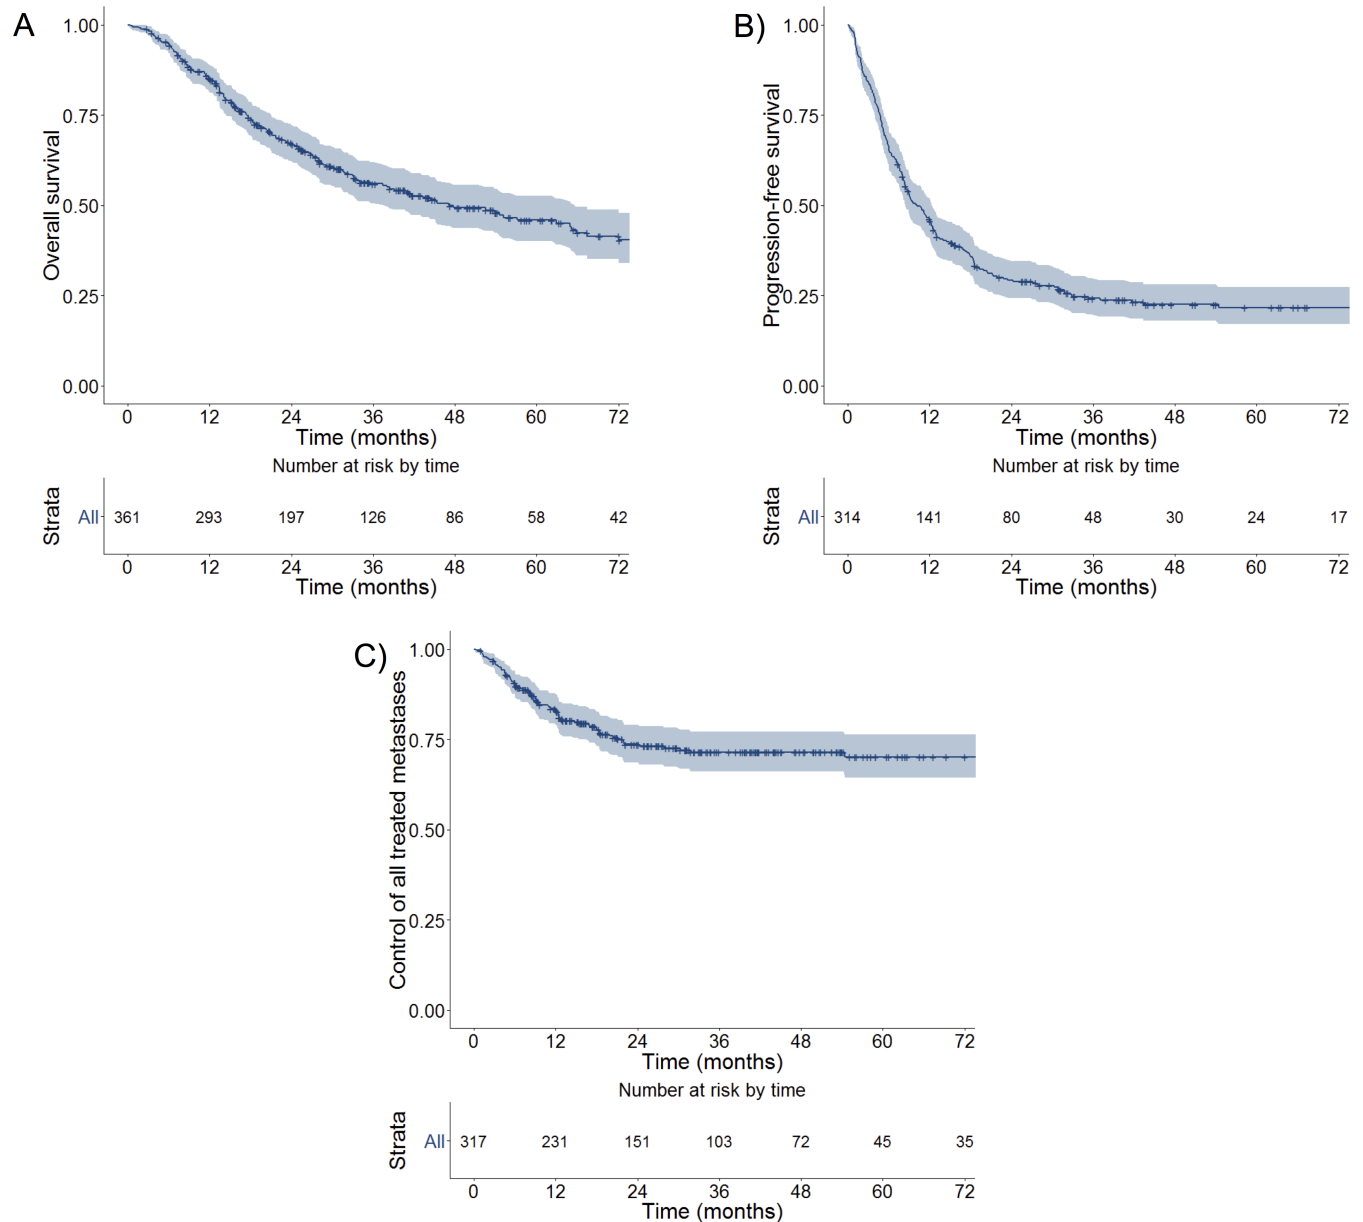 A
Overall survival
1.00
0.75
0.50
0.25
0.00
0 12 24 36 48 60 72
Time (months)
Number at risk by time
Strata
All 361 293 197 126 86 58 42
0 12 24 36 48 60 72
Time (months)
B)
Progression-free survival
1.00
0.75
0.50
0.25
0.00
0 12 24 36 48 60 72
Time (months)
Number at risk by time
Strata
All 314 141 80 48 30 24 17
0 12 24 36 48 60 72
Time (months)
C)
Control of all treated metastases
1.00
0.75
0.50
0.25
0.00
0 12 24 36 48 60 72
Time (months)
Number at risk by time
Strata
All 317 231 151 103 72 45 35
0 12 24 36 48 60 72
Time (months)